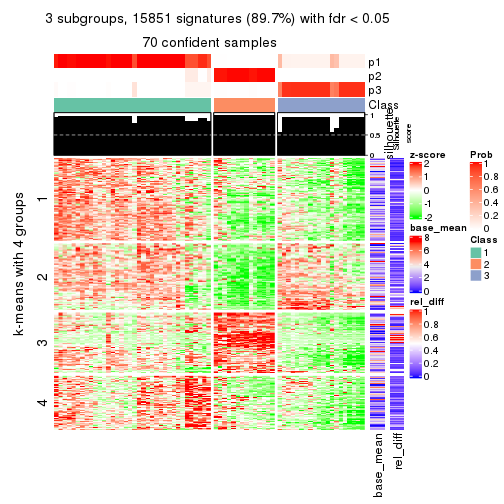 3 subgroups, 15851 signatures (89.7%) with fdr < 0.05
70 confident samples
p1
p2
p3
Class
1
0.5
0
silhouette
Silhouette
score
k-means with 4 groups
1
2
3
4
base_mean
rel_diff
z-score
2
1
0
-1
-2
base_mean
8
6
4
2
0
rel_diff
1
0.8
0.6
0.4
0.2
0
Prob
1
0.8
0.6
0.4
0.2
0
Class
1
2
3